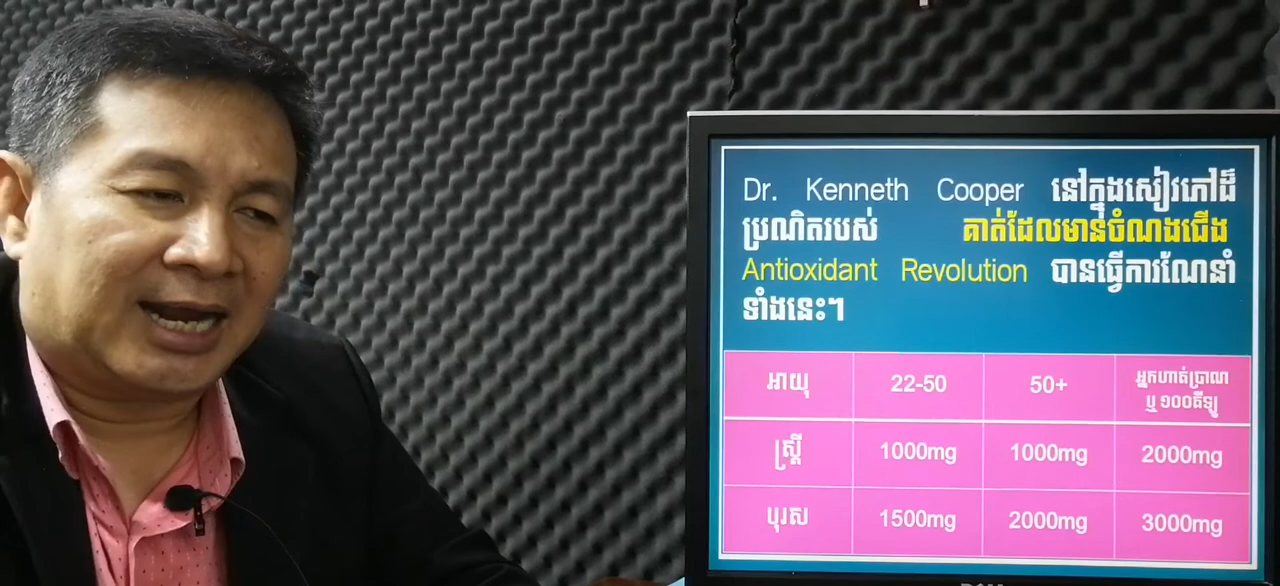 Dr. Kenneth Cooper នៅក្នុងសៀវភៅដ៏
ប្រណិតរបស់ គាត់ដែលមានចំណងជើង
Antioxidant Revolution បានធ្វើការណែនាំ
ទាំងនេះៗ
អាយុ 22-50 50+ អ្នកហាត់ប្រាណ
ឬ ១០០គីឡូ
ស្ត្រី 1000mg 1000mg 2000mg
បុរស 1500mg 2000mg 3000mg